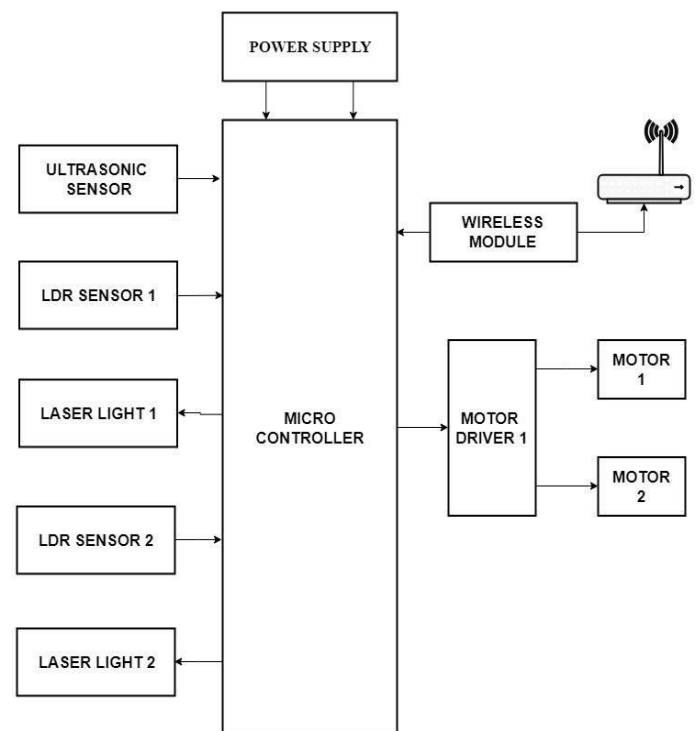 POWER SUPPLY
ULTRASONIC
SENSOR
LDR SENSOR 1
LASER LIGHT 1
LDR SENSOR 2
LASER LIGHT 2
MICRO
CONTROLLER
WIRELESS
MODULE
MOTOR
DRIVER 1
MOTOR
1
MOTOR
2